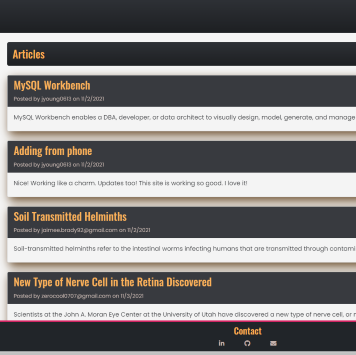 Articles
MySQL Workbench
Posted by jyoung0613 on 11/2/2021
MySQL Workbench enables a DBA, developer, or data architect to visually design, model, generate, and manage
Adding from phone
Posted by jyoung0613 on 11/2/2021
Nice! Working like a charm. Updates too! This site is working so good. I love it!
Soil Transmitted Helminths
Posted by jaimee.brady92@gmail.com on 11/2/2021
Soil-transmitted helminths refer to the intestinal worms infecting humans that are transmitted through contami
New Type of Nerve Cell in the Retina Discovered
Posted by zerocool0707@gmail.com on 11/3/2021
Scientists at the John A. Moran Eye Center at the University of Utah have discovered a new type of nerve cell, or
Contact